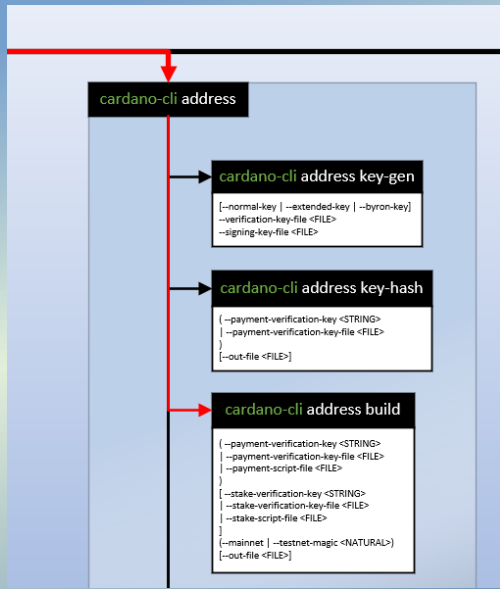 cardano-cli address
cardano-cli address key-gen
[--normal-key | --extended-key | --byron-key]
--verification-key-file <FILE>
--signing-key-file <FILE>
cardano-cli address key-hash
( --payment-verification-key <STRING>
| --payment-verification-key-file <FILE>
)
[--out-file <FILE>]
cardano-cli address build
( --payment-verification-key <STRING>
| --payment-verification-key-file <FILE>
| --payment-script-file <FILE>
)
[ --stake-verification-key <STRING>
| --stake-verification-key-file <FILE>
| --stake-script-file <FILE>
]
(--mainnet | --testnet-magic <NATURAL>)
[--out-file <FILE>]